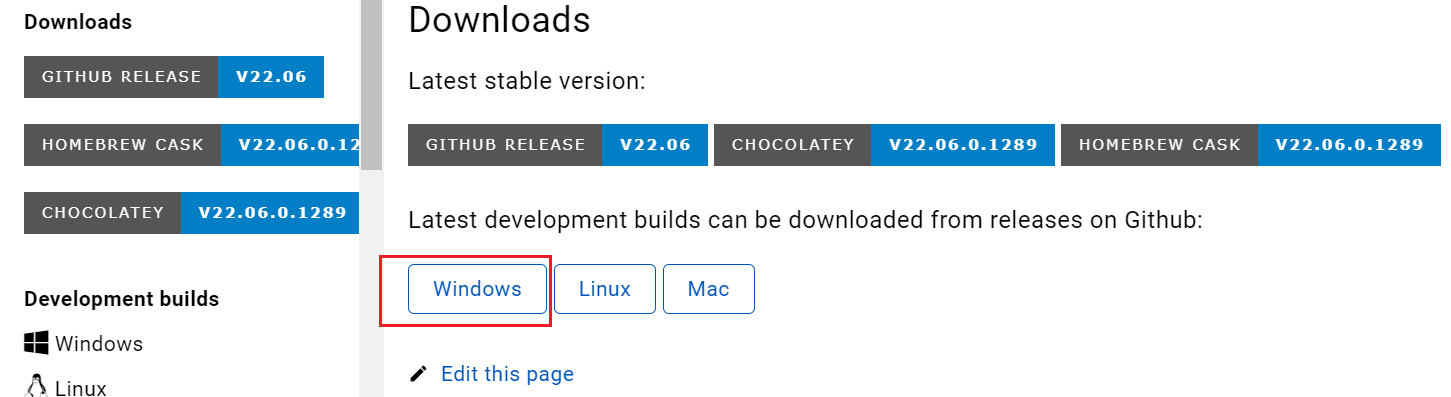 Downloads
GITHUB RELEASE V22.06
HOMEBREW CASK V22.06.0.12
CHOCOLATEY V22.06.0.1289
Development builds
Windows
Linux
Downloads
Latest stable version:
GITHUB RELEASE V22.06 CHOCOLATEY V22.06.0.1289 HOMEBREW CASK V22.06.0.1289
Latest development builds can be downloaded from releases on Github:
Windows Linux Mac
Edit this page